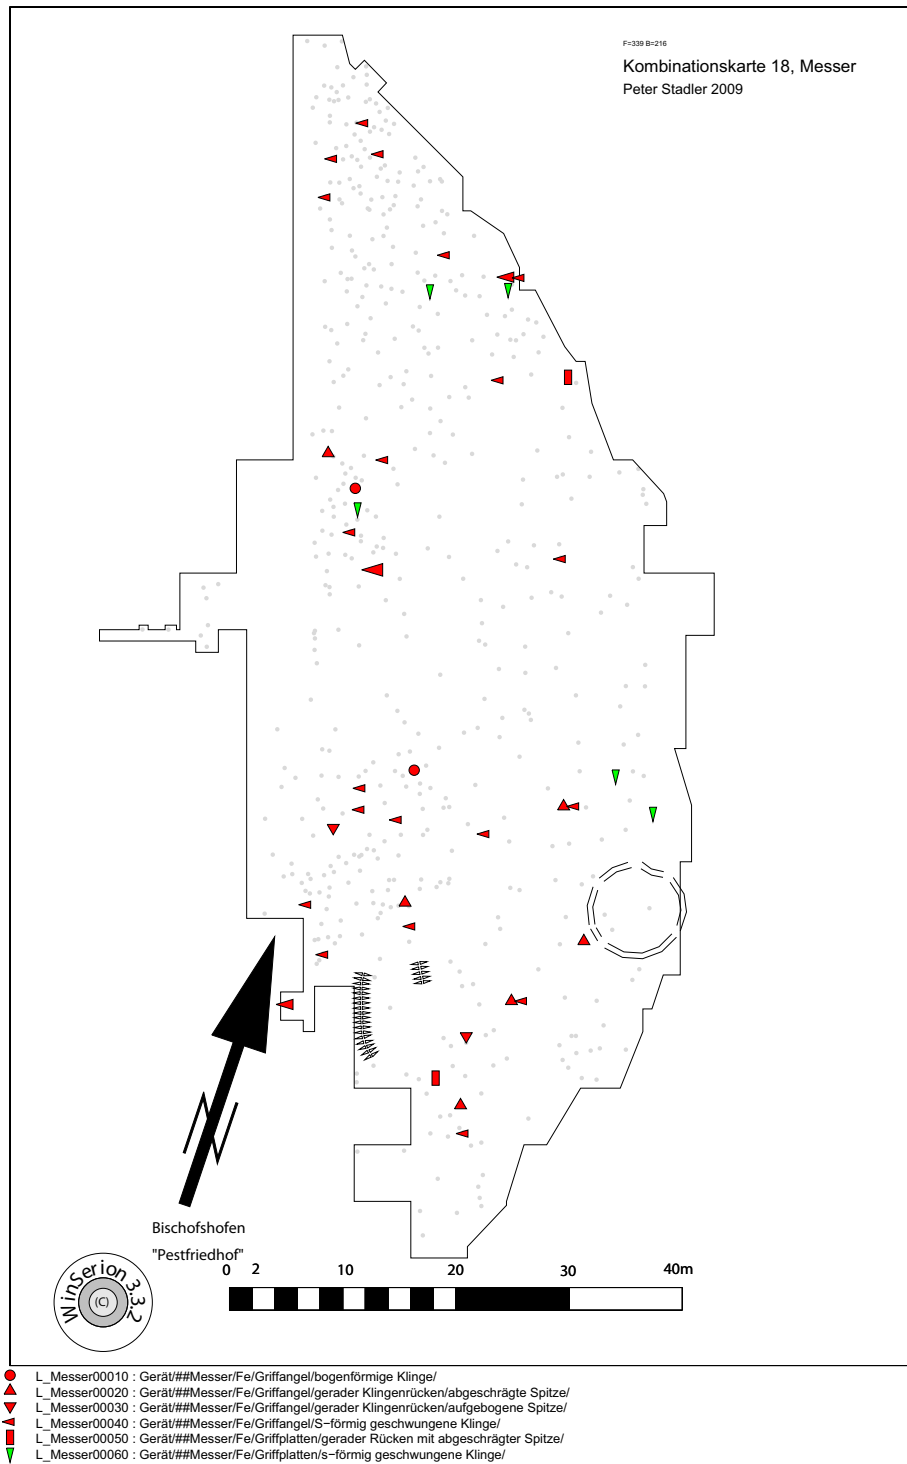 F=339 B=216
Kombinationskarte 18, Messer
Peter Stadler 2009
Bischofshofen
"Pestfriedhof"
0 2 10 20 30 40m
WinSerion 3.3.2
(C)
L_Messer00010 : Gerät/##Messer/Fe/Griffangel/bogenförmige Klinge/
L_Messer00020 : Gerät/##Messer/Fe/Griffangel/gerader Klingenrücken/abgeschrägte Spitze/
L_Messer00030 : Gerät/##Messer/Fe/Griffangel/gerader Klingenrücken/aufgebogene Spitze/
L_Messer00040 : Gerät/##Messer/Fe/Griffangel/S−förmig geschwungene Klinge/
L_Messer00050 : Gerät/##Messer/Fe/Griffplatten/gerader Rücken mit abgeschrägter Spitze/
L_Messer00060 : Gerät/##Messer/Fe/Griffplatten/s−förmig geschwungene Klinge/